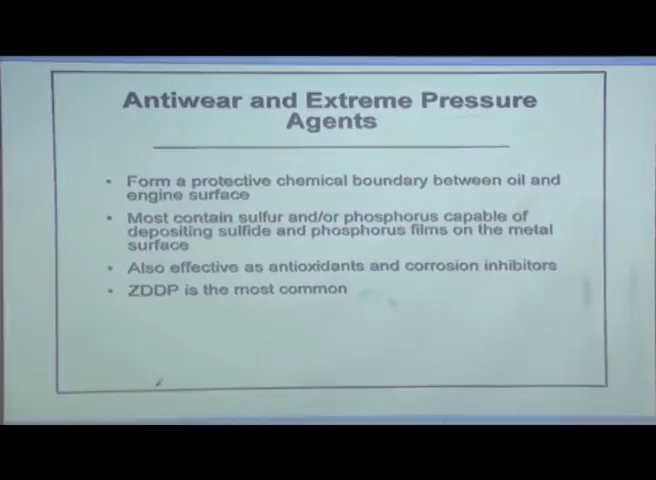 Antiwear and Extreme Pressure
Agents
• Form a protective chemical boundary between oil and
engine surface
• Most contain sulfur and/or phosphorus capable of
depositing sulfide and phosphorus films on the metal
surface
• Also effective as antioxidants and corrosion inhibitors
• ZDDP is the most common